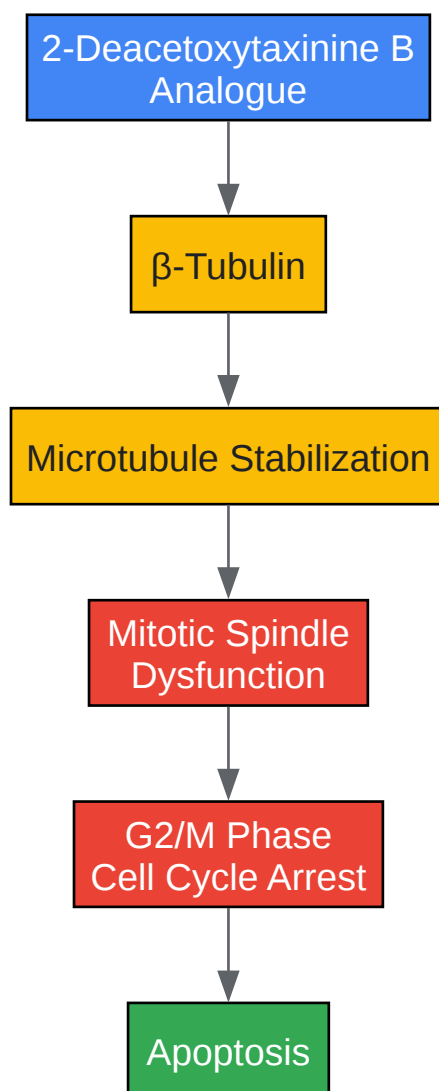 2-Deacetoxytaxinine B
Analogue
β-Tubulin
Microtubule Stabilization
Mitotic Spindle
Dysfunction
G2/M Phase
Cell Cycle Arrest
Apoptosis